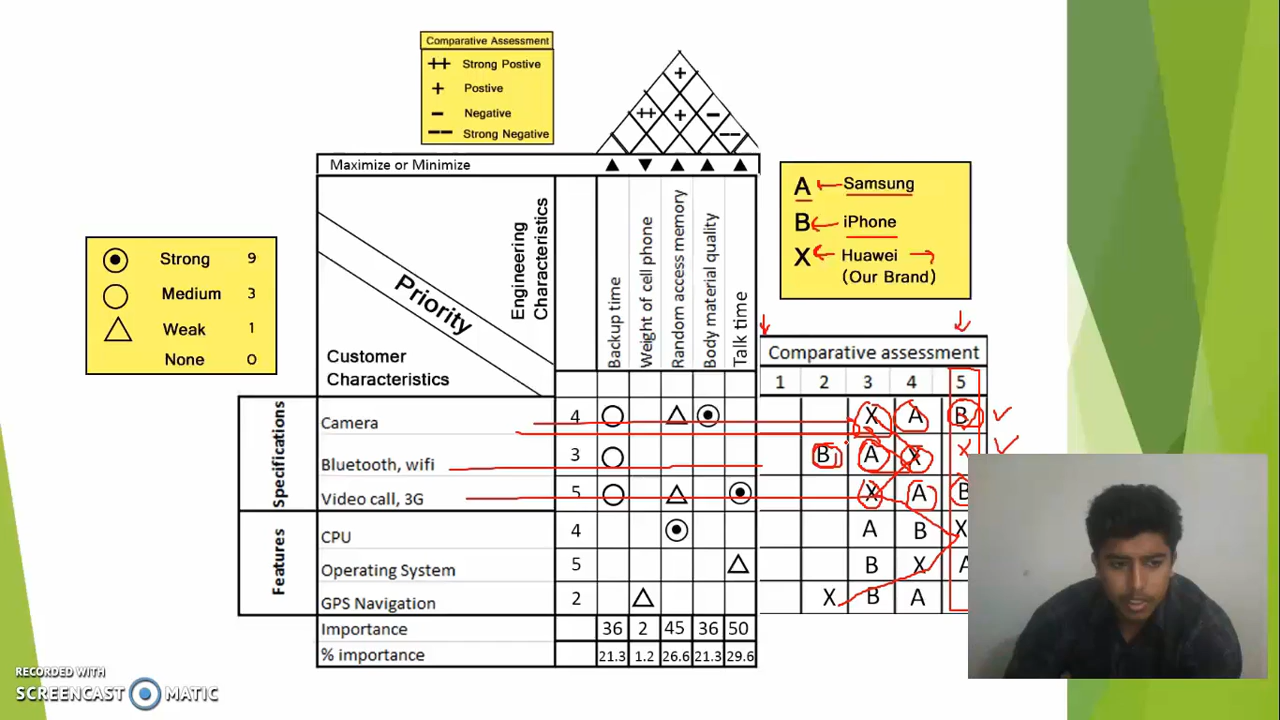 Comparative Assessment
++ Strong Postive
+ Postive
− Negative
−− Strong Negative
+
++ + −
−−
Maximize or Minimize ▲ ▼ ▲ ▲ ▲
Strong 9
Medium 3
Weak 1
None 0
Priority
Engineering
Characteristics
Customer
Characteristics
Backup time
Weight of cell phone
Random access memory
Body material quality
Talk time
A Samsung
B iPhone
X Huawei
(Our Brand)
Comparative assessment
1 2 3 4 5
Specifications
Camera 4 X A B
Bluetooth, wifi 3 B A X
Video call, 3G 5 X A B
Features
CPU 4 A B X
Operating System 5 B X A
GPS Navigation 2 X B A
Importance 36 2 45 36 50
% importance 21.3 1.2 26.6 21.3 29.6
RECORDED WITH
SCREENCAST MATIC